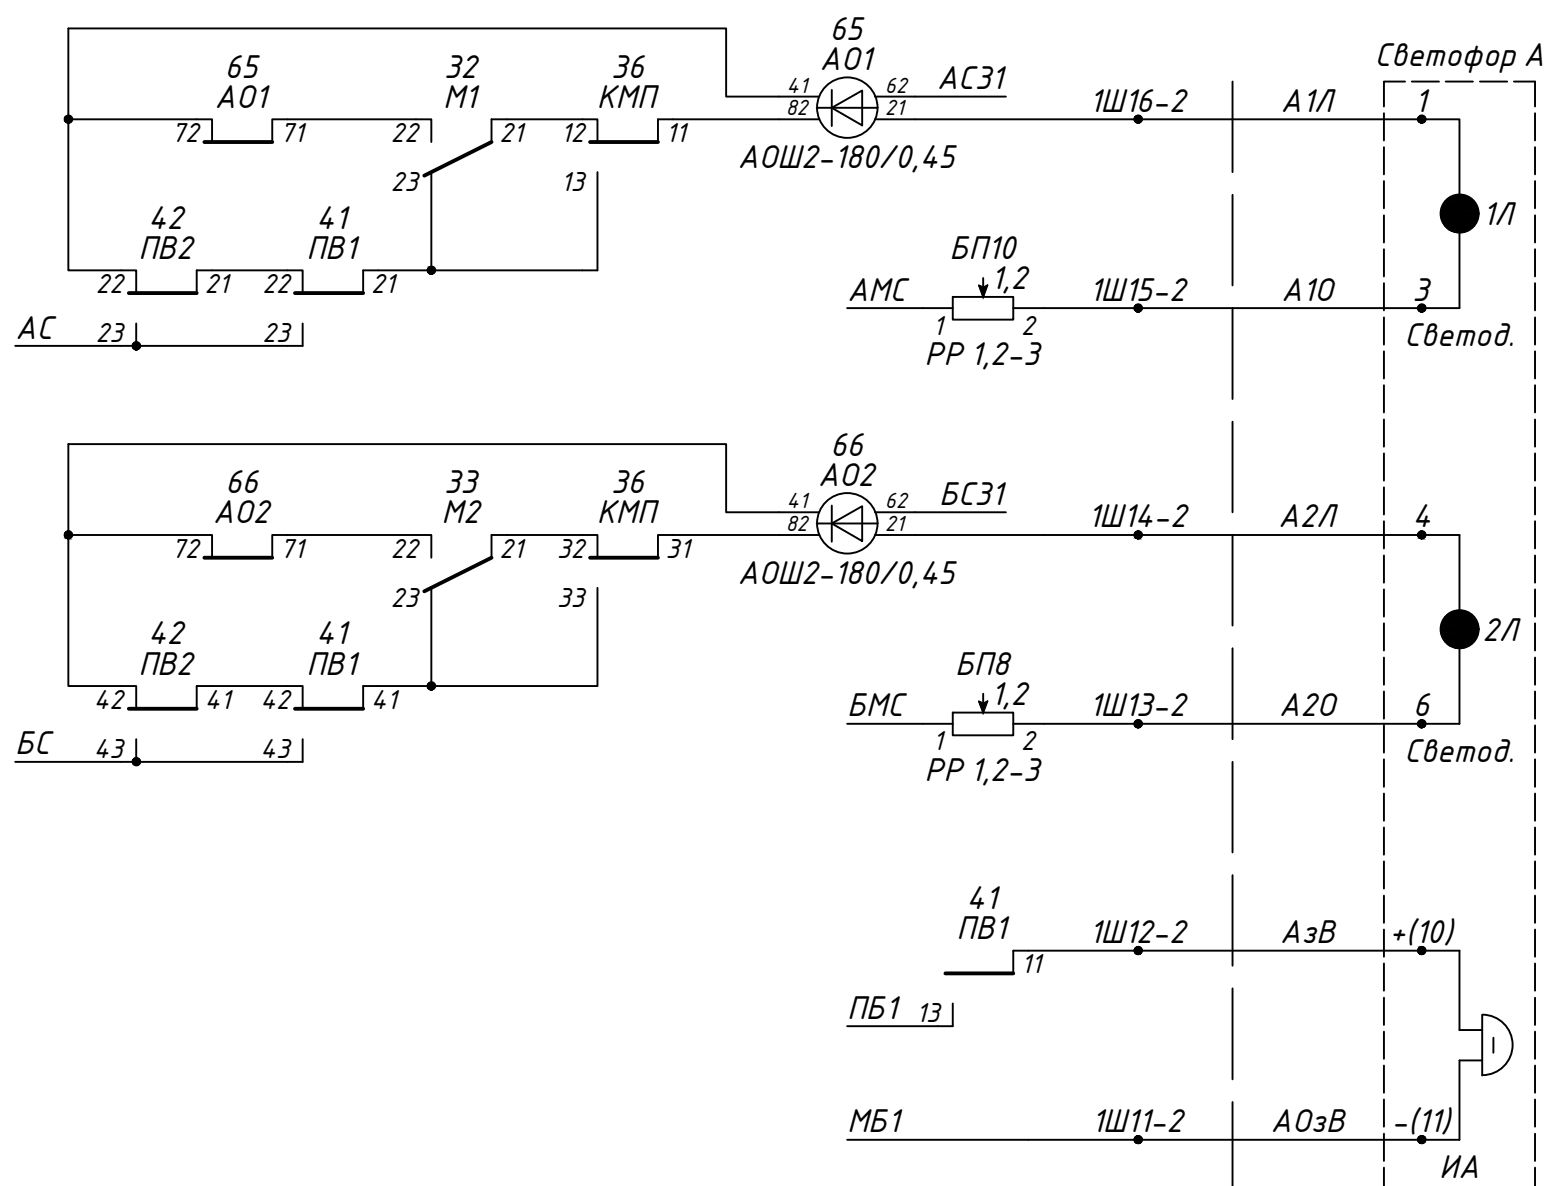 65
АО1
Светофор А
65
АО1
32
М1
36
КМП
41
82
62
21
АСЗ1
1Ш16-2
А1Л
1
72
71
22
21
12
11
АОШ2-180/0,45
23
13
1Л
42
ПВ2
41
ПВ1
БП10
1,2
22
21
22
21
АМС
1Ш15-2
А1О
3
1
2
АС
23
23
РР 1,2-3
Светод.
66
АО2
66
АО2
33
М2
36
КМП
41
82
62
21
БСЗ1
1Ш14-2
А2Л
4
72
71
22
21
32
31
АОШ2-180/0,45
23
33
2Л
42
ПВ2
41
ПВ1
БП8
1,2
42
41
42
41
БМС
1Ш13-2
А2О
6
1
2
БС
43
43
РР 1,2-3
Светод.
41
ПВ1
1Ш12-2
АзВ
+(10)
11
ПБ1
13
МБ1
1Ш11-2
АОзВ
-(11)
ИА